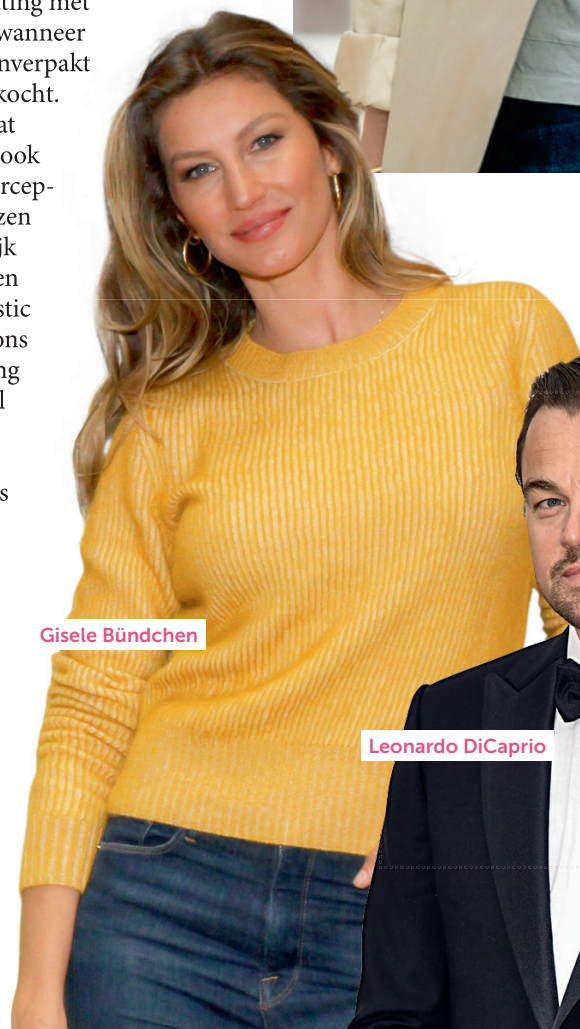 ting met
wanneer
nverpakt
kocht.
at
ook
rcep-
zen
jk
en
stic
ons
ng
l
s
Gisele Bündchen
Leonardo DiCaprio